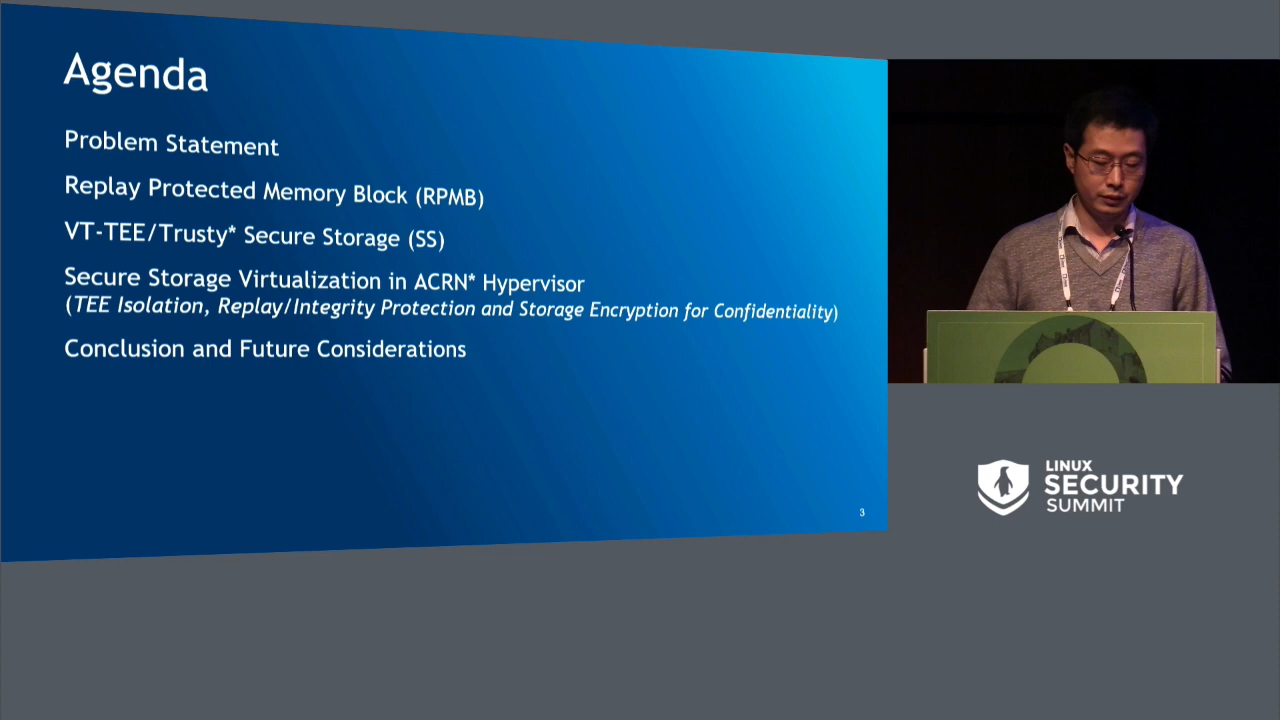 Agenda
Problem Statement
Replay Protected Memory Block (RPMB)
VT-TEE/Trusty* Secure Storage (SS)
Secure Storage Virtualization in ACRN* Hypervisor
(TEE Isolation, Replay/Integrity Protection and Storage Encryption for Confidentiality)
Conclusion and Future Considerations
3
LINUX
SECURITY
SUMMIT